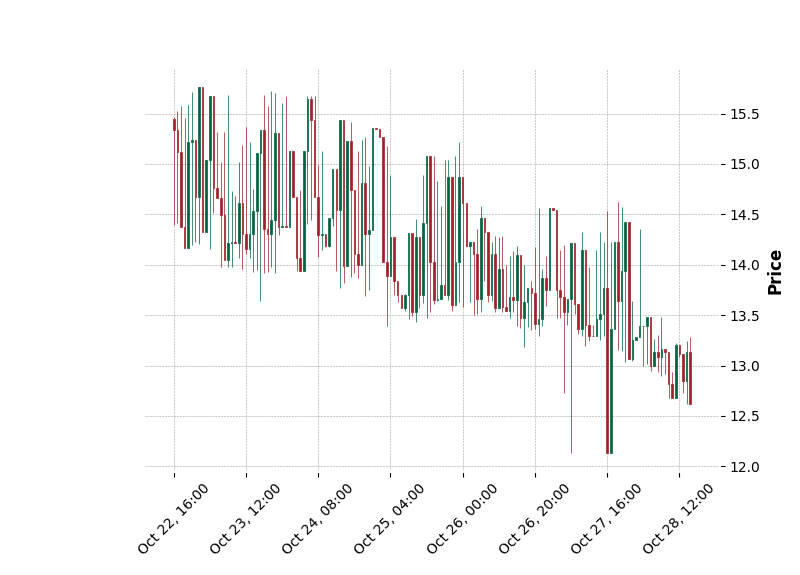 15.5
15.0
14.5
14.0
13.5
13.0
12.5
12.0
Price
Oct 22, 16:00
Oct 23, 12:00
Oct 24, 08:00
Oct 25, 04:00
Oct 26, 00:00
Oct 26, 20:00
Oct 27, 16:00
Oct 28, 12:00